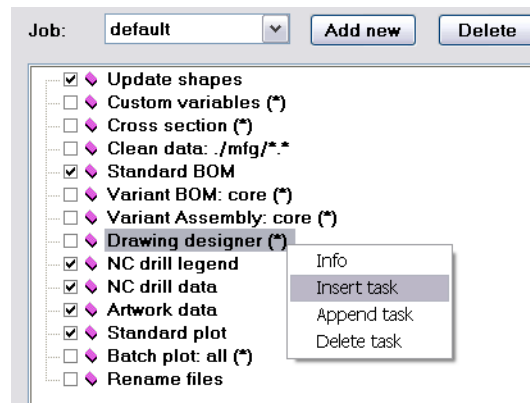 Job: default Add new Delete
Update shapes
Custom variables (*)
Cross section (*)
Clean data: ./mfg/*.*
Standard BOM
Variant BOM: core (*)
Variant Assembly: core (*)
Drawing designer (*)
Info
NC drill legend
Insert task
NC drill data
Append task
Artwork data
Delete task
Standard plot
Batch plot: all (*)
Rename files